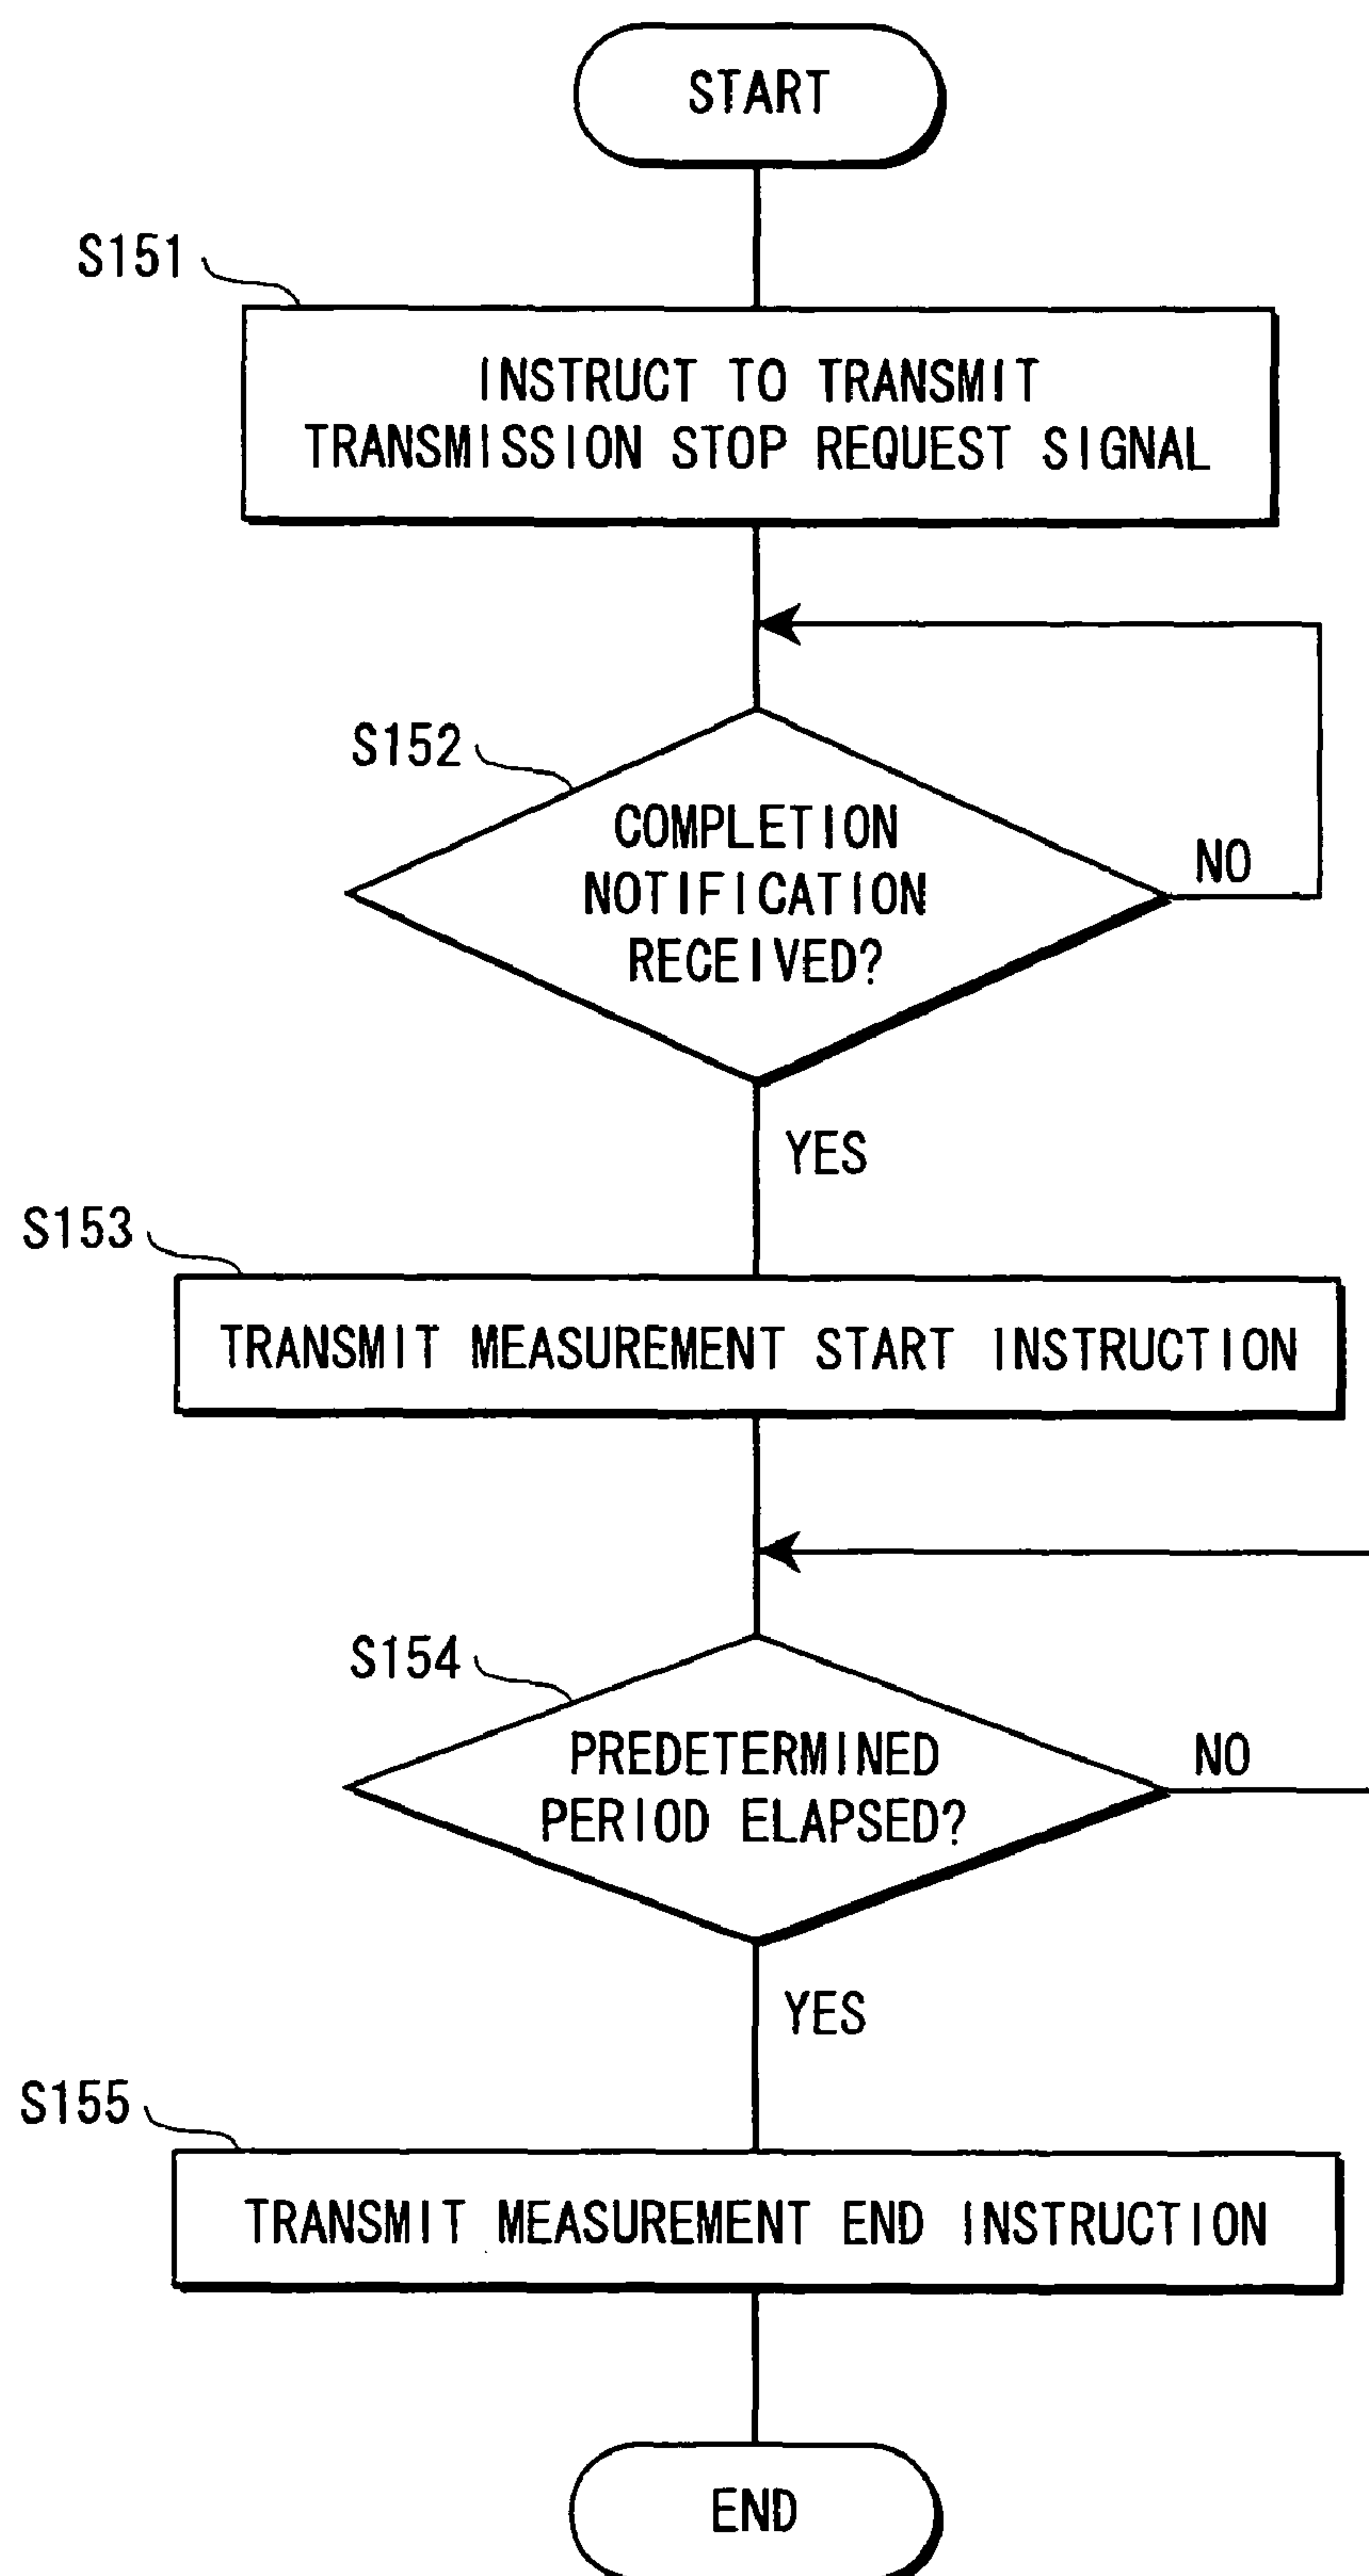 START
S151
INSTRUCT TO TRANSMIT
TRANSMISSION STOP REQUEST SIGNAL
S152
COMPLETION
NOTIFICATION
RECEIVED?
NO
YES
S153
TRANSMIT MEASUREMENT START INSTRUCTION
S154
PREDETERMINED
PERIOD ELAPSED?
NO
YES
S155
TRANSMIT MEASUREMENT END INSTRUCTION
END